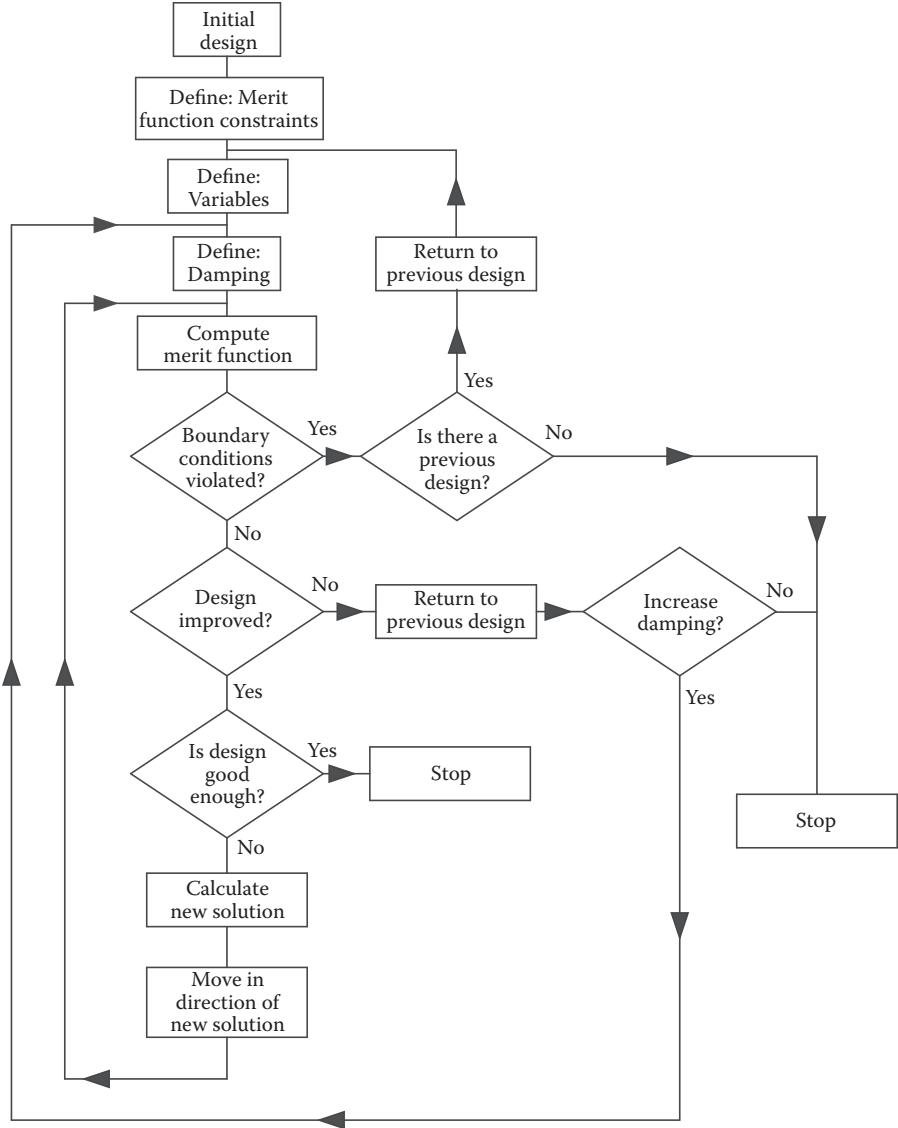 Initial
design
Define: Merit
function constraints
Define:
Variables
Define:
Damping
Return to
previous design
Compute
merit function
Yes
Boundary
conditions
violated?
Yes
Is there a
previous
design?
No
No
Design
improved?
No
Return to
previous design
Increase
damping?
No
Yes
Yes
Is design
good
enough?
Yes
Stop
Stop
No
Calculate
new solution
Move in
direction of
new solution